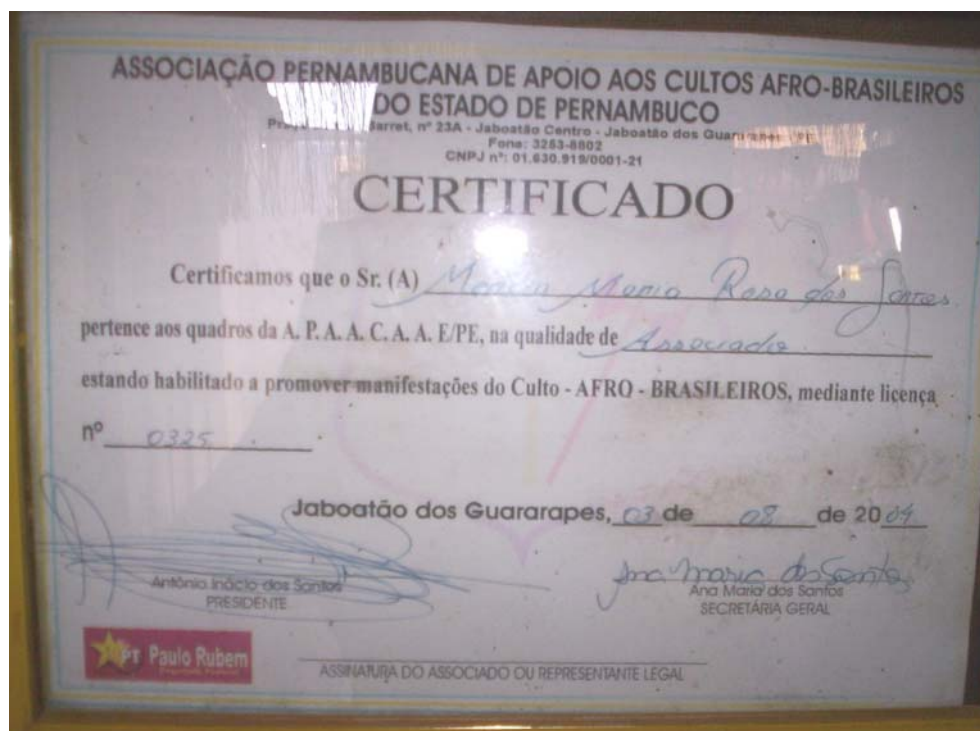 ASSOCIAÇÃO PERNAMBUCANA DE APOIO AOS CULTOS AFRO-BRASILEIROS
DO ESTADO DE PERNAMBUCO
Barret, nº 23A - Jaboatão Centro - Jaboatão dos
Fone: 3253-8802
CNPJ nº: 01.630.919/0001-21
CERTIFICADO
Certificamos que o Sr. (A) Maria Rosa dos
pertence aos quadros da A. P. A. A. C. A. A. E/PE, na qualidade de Associado
estando habilitado a promover manifestações do Culto - AFRO - BRASILEIROS, mediante licença
nº 0325
Jaboatão dos Guararapes, 03 de 08 de 2009
Ana Maria dos Santos
Antônio Inácio dos Santos
PRESIDENTE
Ana Maria dos Santos
SECRETÁRIA GERAL
PT Paulo Rubem
Deputado Federal
ASSINATURA DO ASSOCIADO OU REPRESENTANTE LEGAL